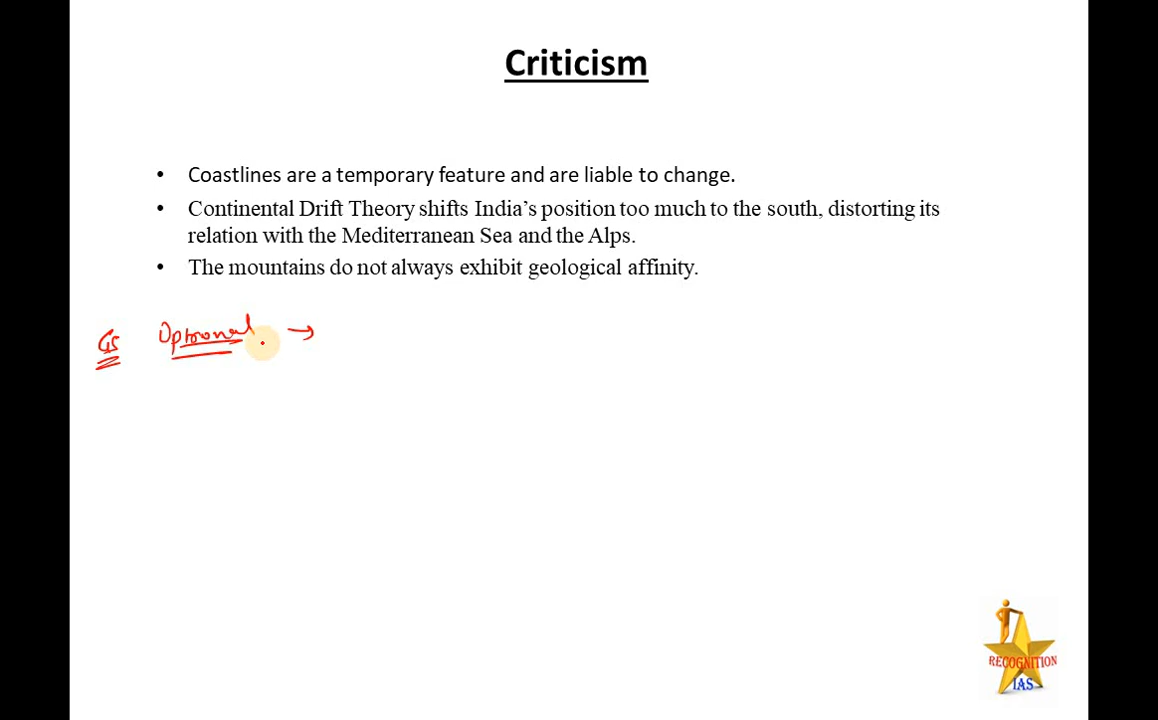 Criticism
• Coastlines are a temporary feature and are liable to change.
• Continental Drift Theory shifts India’s position too much to the south, distorting its
relation with the Mediterranean Sea and the Alps.
• The mountains do not always exhibit geological affinity.
GS Optional. →
RECOGNITION
IAS